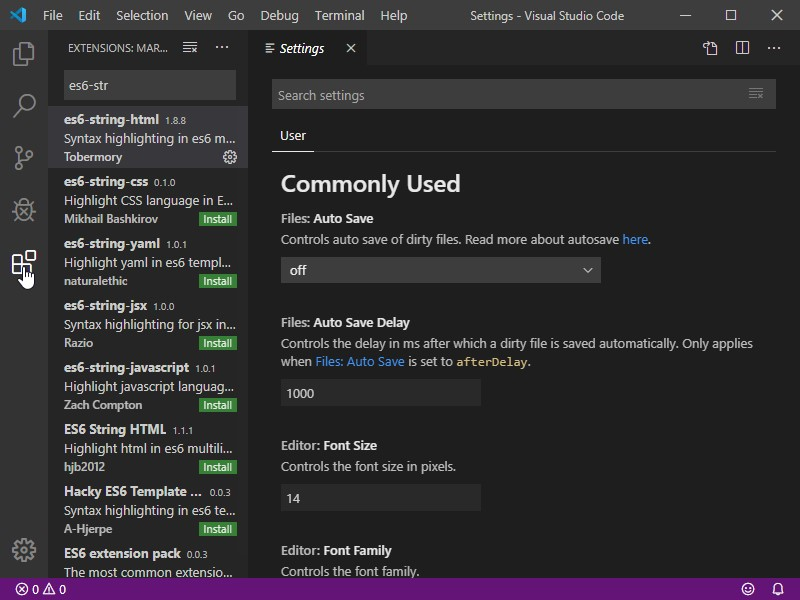 File Edit Selection View Go Debug Terminal Help Settings - Visual Studio Code
EXTENSIONS: MAR...
es6-str
es6-string-html 1.8.8
Syntax highlighting in es6 m...
Tobermory
es6-string-css 0.1.0
Highlight CSS language in E...
Mikhail Bashkirov Install
es6-string-yaml 1.0.1
Highlight yaml in es6 templ...
naturalethic Install
es6-string-jsx 1.0.0
Syntax highlighting for jsx in...
Razio Install
es6-string-javascript 1.0.1
Highlight javascript languag...
Zach Compton Install
ES6 String HTML 1.1.1
Highlight html in es6 multili...
hjb2012 Install
Hacky ES6 Template ... 0.0.3
Syntax highlighting in es6 te...
A-Hjerpe Install
ES6 extension pack 0.0.3
The most common extensio...
Settings
Search settings
User
Commonly Used
Files: Auto Save
Controls auto save of dirty files. Read more about autosave here.
off
Files: Auto Save Delay
Controls the delay in ms after which a dirty file is saved automatically. Only applies
when Files: Auto Save is set to afterDelay.
1000
Editor: Font Size
Controls the font size in pixels.
14
Editor: Font Family
Controls the font family.
0 0